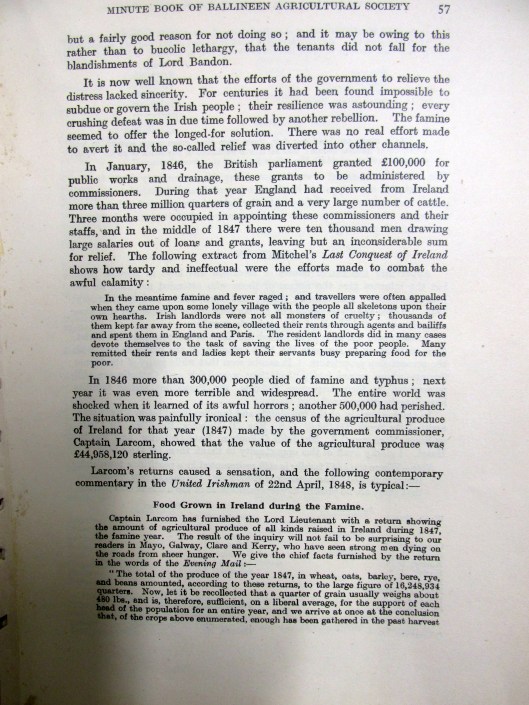 MINUTE BOOK OF BALLINEEN AGRICULTURAL SOCIETY 57
but a fairly good reason for not doing so ; and it may be owing to this
rather than to bucolic lethargy, that the tenants did not fall for the
blandishments of Lord Bandon.
It is now well known that the efforts of the government to relieve the
distress lacked sincerity. For centuries it had been found impossible to
subdue or govern the Irish people ; their resilience was astounding ; every
crushing defeat was in due time followed by another rebellion. The famine
seemed to offer the longed-for solution. There was no real effort made
to avert it and the so-called relief was diverted into other channels.
In January, 1846, the British parliament granted £100,000 for
public works and drainage, these grants to be administered by
commissioners. During that year England had received from Ireland
more than three million quarters of grain and a very large number of cattle.
Three months were occupied in appointing these commissioners and their
staffs, and in the middle of 1847 there were ten thousand men drawing
large salaries out of loans and grants, leaving but an inconsiderable sum
for relief. The following extract from Mitchel's Last Conquest of Ireland
shows how tardy and ineffectual were the efforts made to combat the
awful calamity :
In the meantime famine and fever raged ; and travellers were often appalled
when they came upon some lonely village with the people all skeletons upon their
own hearths. Irish landlords were not all monsters of cruelty ; thousands of
them kept far away from the scene, collected their rents through agents and bailiffs
and spent them in England and Paris. The resident landlords did in many cases
devote themselves to the task of saving the lives of the poor people. Many
remitted their rents and ladies kept their servants busy preparing food for the
poor.
In 1846 more than 300,000 people died of famine and typhus ; next
year it was even more terrible and widespread. The entire world was
shocked when it learned of its awful horrors ; another 500,000 had perished.
The situation was painfully ironical : the census of the agricultural produce
of Ireland for that year (1847) made by the government commissioner,
Captain Larcom, showed that the value of the agricultural produce was
£44,958,120 sterling.
Larcom's returns caused a sensation, and the following contemporary
commentary in the United Irishman of 22nd April, 1848, is typical :—
Food Grown in Ireland during the Famine.
Captain Larcom has furnished the Lord Lieutenant with a return showing
the amount of agricultural produce of all kinds raised in Ireland during 1847,
the famine year. The result of the inquiry will not fail to be surprising to our
readers in Mayo, Galway, Clare and Kerry, who have seen strong men dying on
the roads from sheer hunger. We give the chief facts furnished by the return
in the words of the Evening Mail :—
" The total of the produce of the year 1847, in wheat, oats, barley, bere, rye,
and beans amounted, according to these returns, to the large figure of 16,248,934
quarters. Now, let it be recollected that a quarter of grain usually weighs about
480 lbs., and is, therefore, sufficient, on a liberal average, for the support of each
head of the population for an entire year, and we arrive at once at the conclusion
that, of the crops above enumerated, enough has been gathered in the past harvest